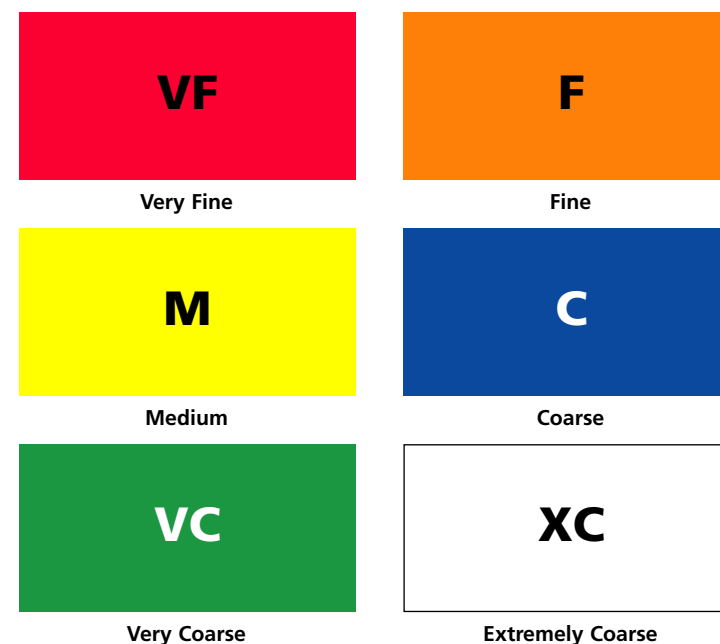 VF
F
Very Fine
Fine
M
C
Medium
Coarse
VC
XC
Very Coarse
Extremely Coarse